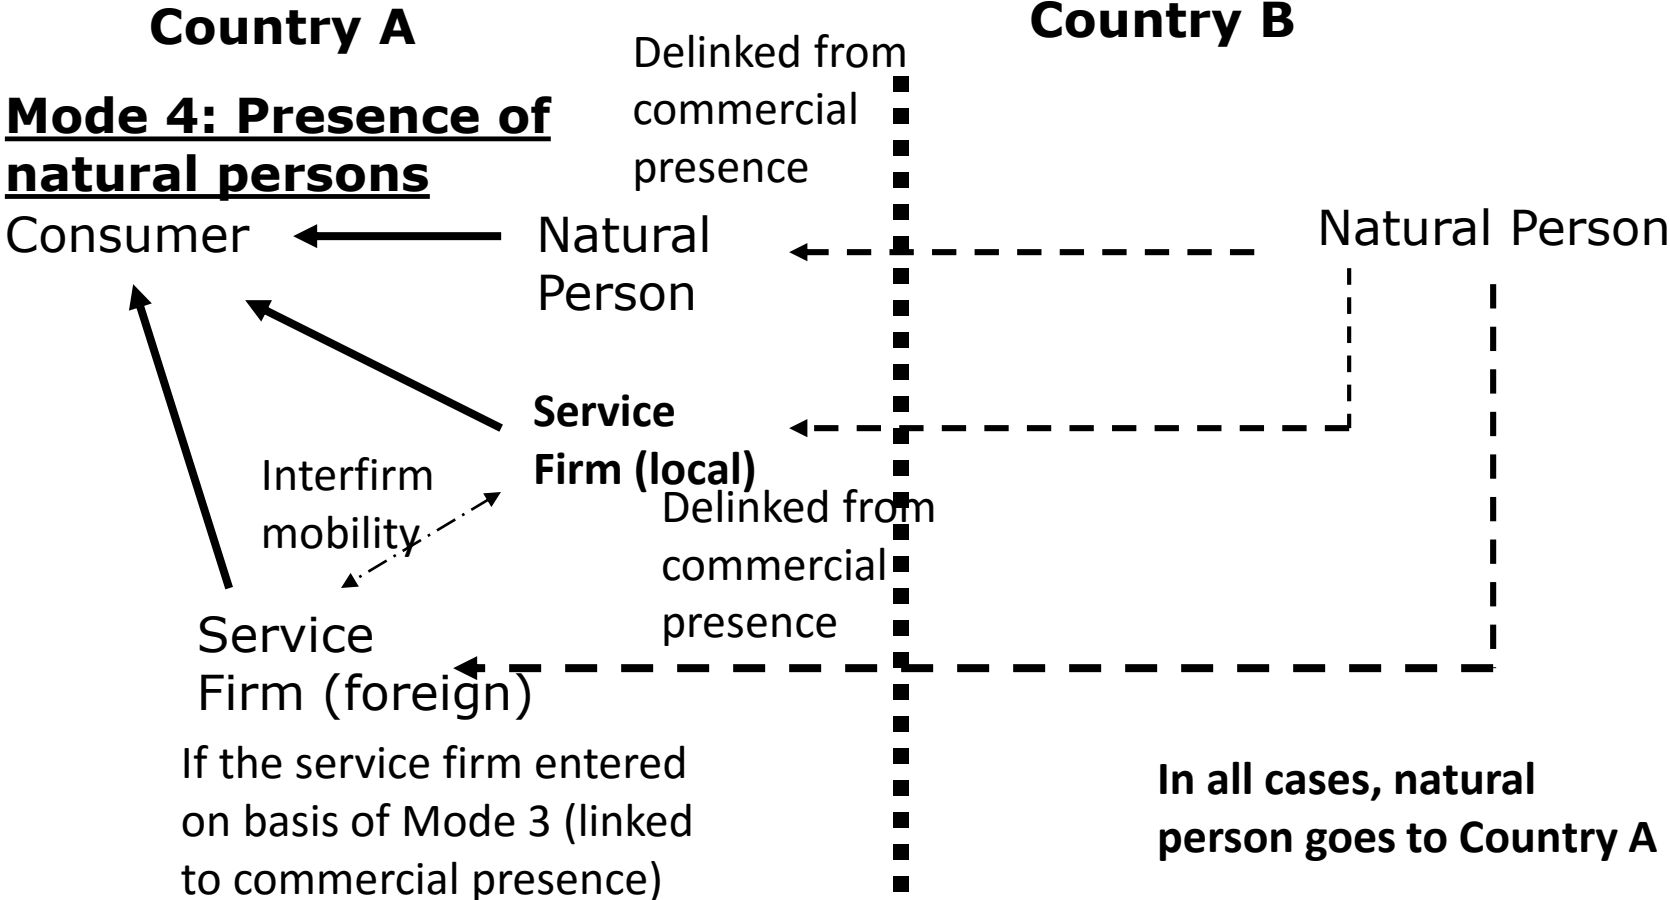 Country A
Country B
Mode 4: Presence of
natural persons
Delinked from
commercial
presence
Consumer
Natural
Person
Natural Person
Service
Firm (local)
Interfirm
mobility
Delinked from
commercial
presence
Service
Firm (foreign)
If the service firm entered
on basis of Mode 3 (linked
to commercial presence)
In all cases, natural
person goes to Country A